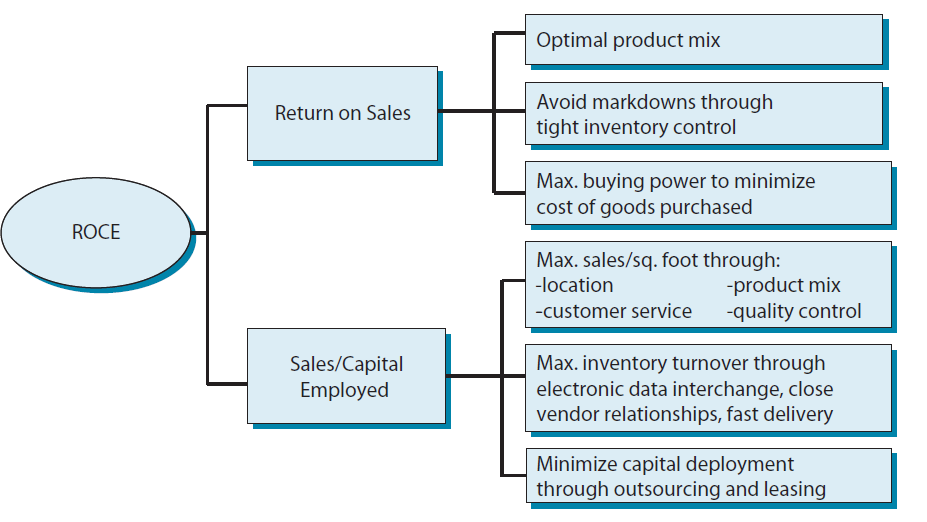 ROCE
Return on Sales
Optimal product mix
Avoid markdowns through
tight inventory control
Max. buying power to minimize
cost of goods purchased
Sales/Capital
Employed
Max. sales/sq. foot through:
-location -product mix
-customer service -quality control
Max. inventory turnover through
electronic data interchange, close
vendor relationships, fast delivery
Minimize capital deployment
through outsourcing and leasing